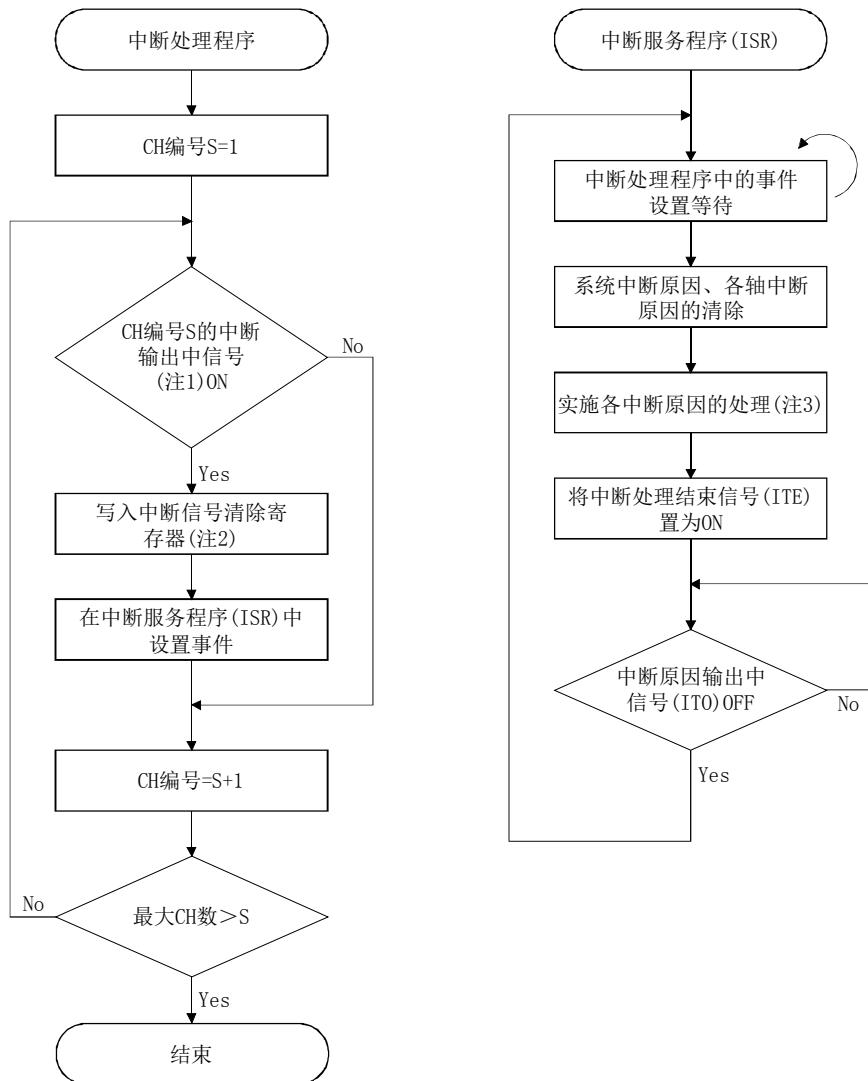 中断处理程序
CH编号S=1
CH编号S的中断
输出中信号
(注1)ON
No
Yes
写入中断信号清除寄
存器(注2)
在中断服务程序(ISR)中
设置事件
CH编号=S+1
No
最大CH数＞S
Yes
结束
中断服务程序(ISR)
中断处理程序中的事件
设置等待
系统中断原因、各轴中断
原因的清除
实施各中断原因的处理(注3)
将中断处理结束信号(ITE)
置为ON
中断原因输出中
信号(ITO)OFF
No
Yes